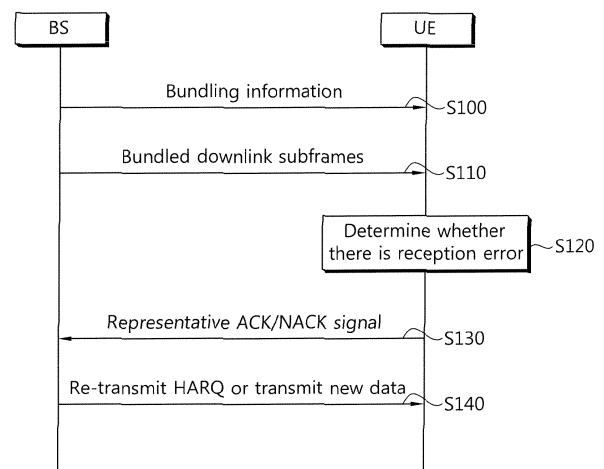 BS
UE
Bundling information
S100
Bundled downlink subframes
S110
Determine whether
there is reception error
S120
Representative ACK/NACK signal
S130
Re-transmit HARQ or transmit new data
S140